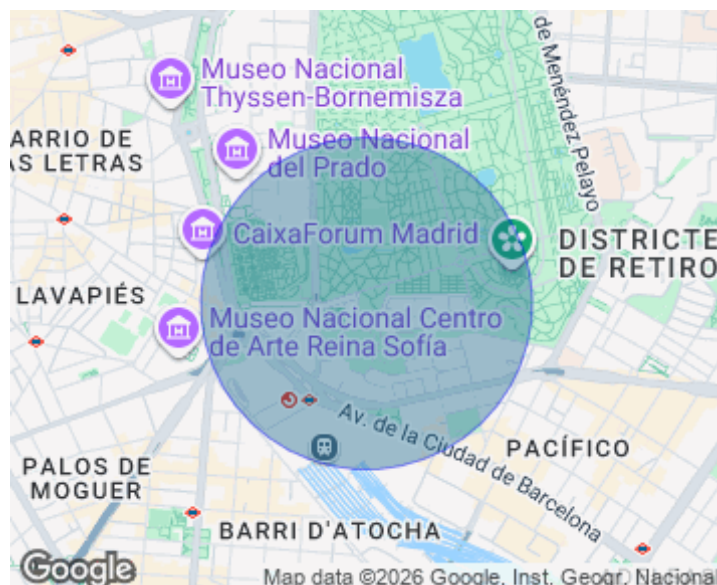 Museo Nacional
Thyssen-Bornemisza
de Menéndez Pelayo
ARRIO DE
AS LETRAS
Museo Nacional
del Prado
CaixaForum Madrid
DISTRICTE
DE RETIRO
LAVAPIÉS
Museo Nacional Centro
de Arte Reina Sofía
Av. de la Ciudad de Barcelona
PACÍFICO
PALOS DE
MOGUER
BARRI D'ATOCHA
Google
Map data ©2026 Google, Inst. Geogr. Nacional